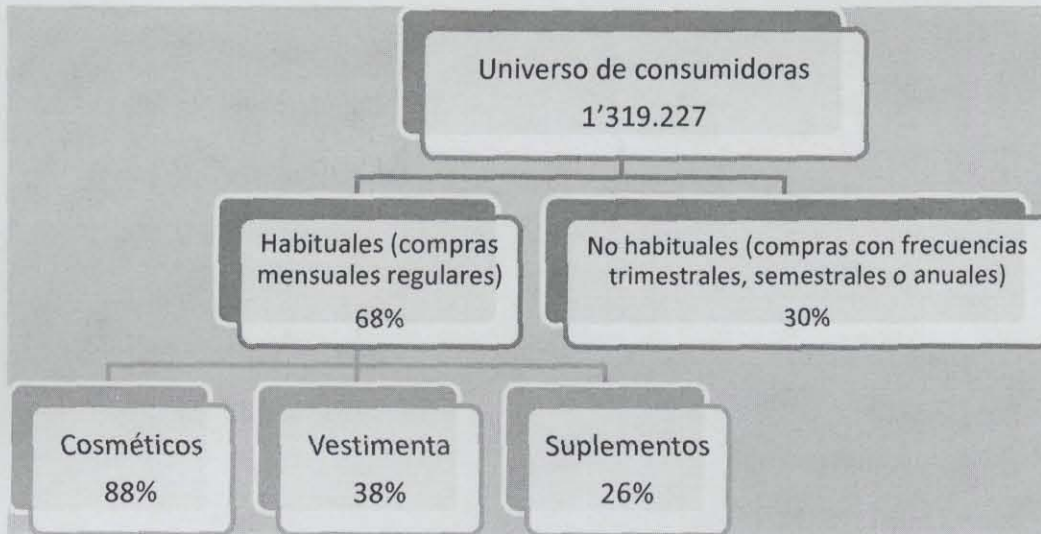 Universo de consumidoras
1'319.227
Habituales (compras
mensuales regulares)
68%
No habituales (compras con frecuencias
trimestrales, semestrales o anuales)
30%
Cosméticos
88%
Vestimenta
38%
Suplementos
26%